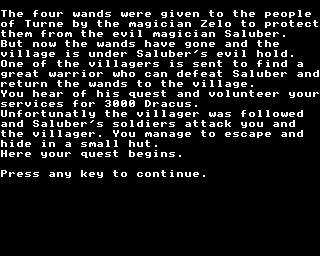 The four wands were given to the people
of Turne by the magician Zelo to protect
them from the evil magician Saluber.
But now the wands have gone and the
village is under Saluber's evil hold.
One of the villagers is sent to find a
great warrior who can defeat Saluber and
return the wands to the village.
You hear of his quest and volunteer your
services for 3000 Dracus.
Unfortunatly the villager was followed
and Saluber's soldiers attack you and
the villager. You manage to escape and
hide in a small hut.
Here your quest begins.
Press any key to continue.